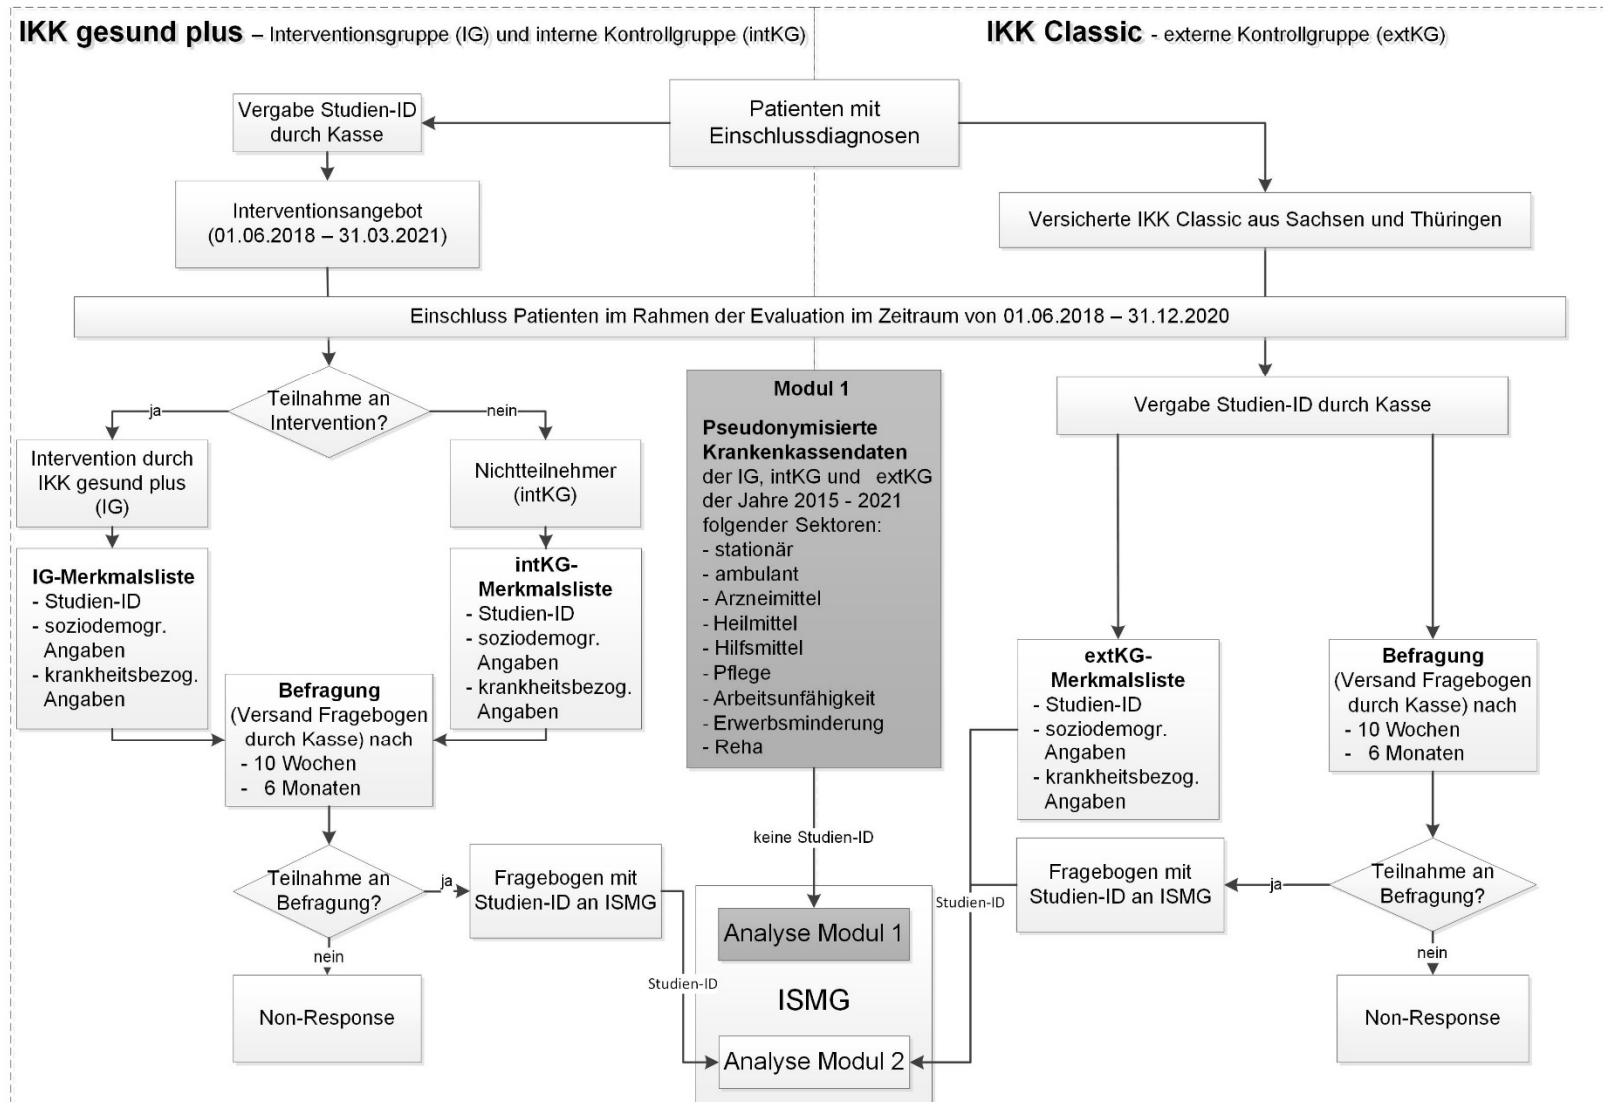 IKK gesund plus – Interventionsgruppe (IG) und interne Kontrollgruppe (intKG)
IKK Classic - externe Kontrollgruppe (extKG)
Patienten mit
Einschlussdiagnosen
Vergabe Studien-ID
durch Kasse
Interventionsangebot
(01.06.2018 – 31.03.2021)
Versicherte IKK Classic aus Sachsen und Thüringen
Einschluss Patienten im Rahmen der Evaluation im Zeitraum von 01.06.2018 – 31.12.2020
Teilnahme an
Intervention?
ja
nein
Intervention durch
IKK gesund plus
(IG)
Nichtteilnehmer
(intKG)
IG-Merkmalsliste
- Studien-ID
- soziodemogr.
Angaben
- krankheitsbezog.
Angaben
intKG-
Merkmalsliste
- Studien-ID
- soziodemogr.
Angaben
- krankheitsbezog.
Angaben
Befragung
(Versand Fragebogen
durch Kasse) nach
- 10 Wochen
- 6 Monaten
Teilnahme an
Befragung?
ja
nein
Fragebogen mit
Studien-ID an ISMG
Non-Response
Studien-ID
Modul 1
Pseudonymisierte
Krankenkassendaten
der IG, intKG und extKG
der Jahre 2015 - 2021
folgender Sektoren:
- stationär
- ambulant
- Arzneimittel
- Heilmittel
- Hilfsmittel
- Pflege
- Arbeitsunfähigkeit
- Erwerbsminderung
- Reha
keine Studien-ID
Analyse Modul 1
ISMG
Analyse Modul 2
Vergabe Studien-ID durch Kasse
extKG-
Merkmalsliste
- Studien-ID
- soziodemogr.
Angaben
- krankheitsbezog.
Angaben
Befragung
(Versand Fragebogen
durch Kasse) nach
- 10 Wochen
- 6 Monaten
Teilnahme an
Befragung?
ja
nein
Fragebogen mit
Studien-ID an ISMG
Studien-ID
Non-Response